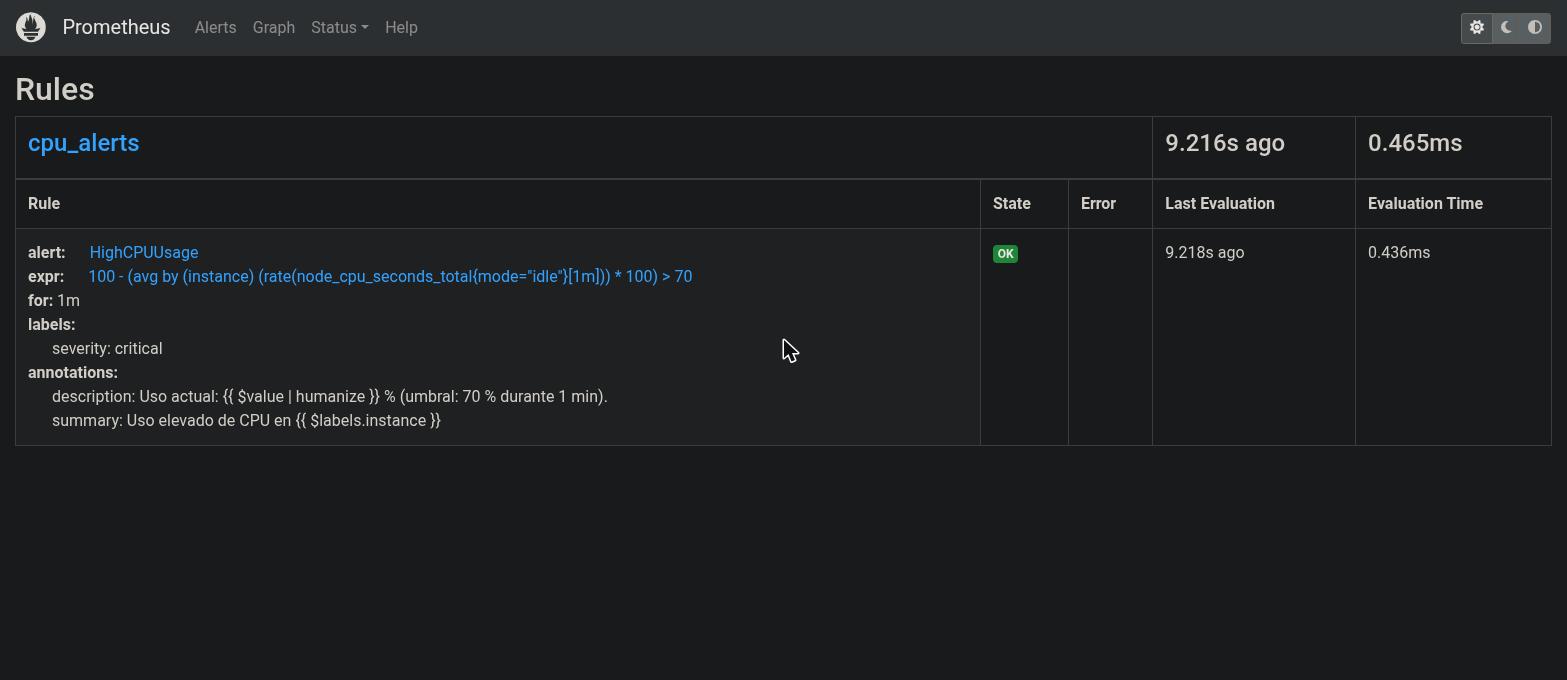 Prometheus Alerts Graph Status Help
Rules
cpu_alerts 9.216s ago 0.465ms
Rule State Error Last Evaluation Evaluation Time
alert: HighCPUUsage OK 9.218s ago 0.436ms
expr: 100 - (avg by (instance) (rate(node_cpu_seconds_total{mode="idle"}[1m])) * 100) > 70
for: 1m
labels:
severity: critical
annotations:
description: Uso actual: {{ $value | humanize }} % (umbral: 70 % durante 1 min).
summary: Uso elevado de CPU en {{ $labels.instance }}